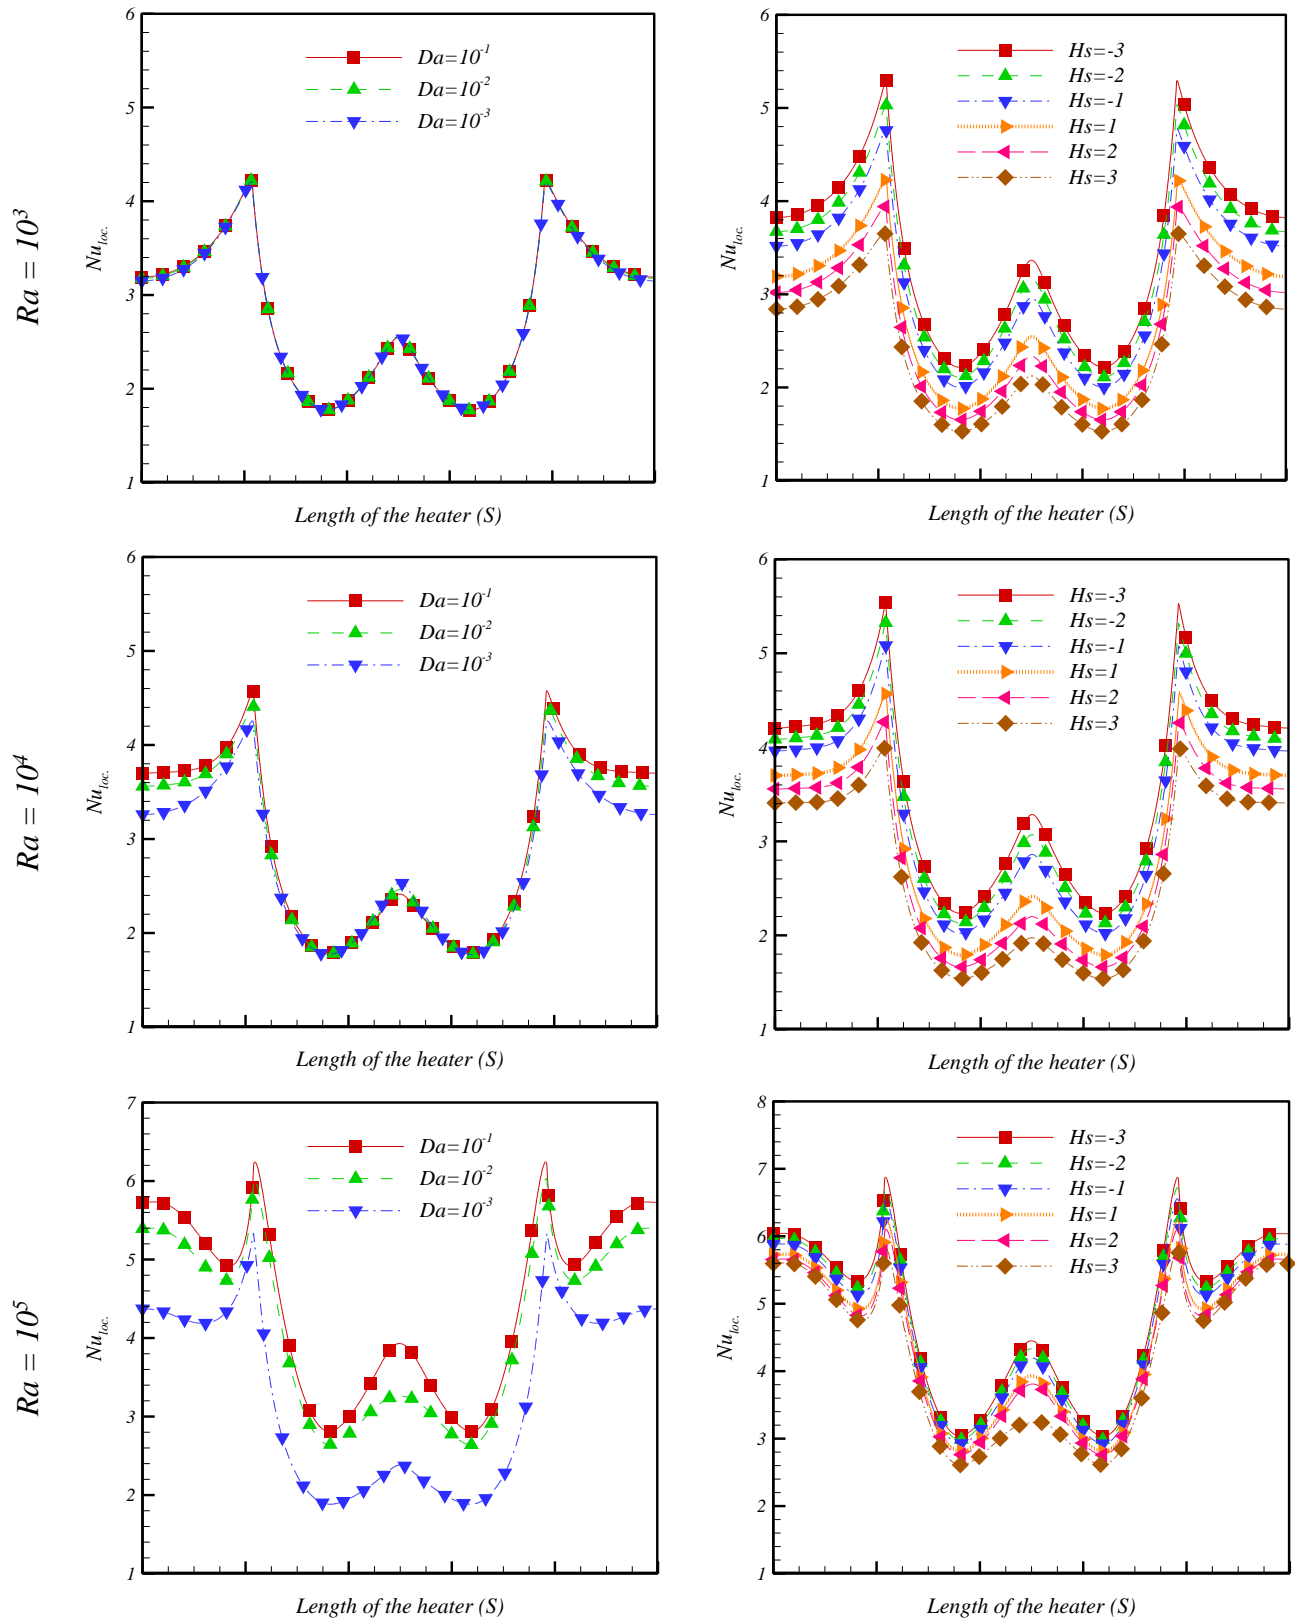 Ra = 10³
6
5
4
3
2
1
Nu_loc.
Da=10⁻¹
Da=10⁻²
Da=10⁻³
Length of the heater (S)
6
5
4
3
2
1
Nu_loc.
Hs=-3
Hs=-2
Hs=-1
Hs=1
Hs=2
Hs=3
Length of the heater (S)
Ra = 10⁴
6
5
4
3
2
1
Nu_loc.
Da=10⁻¹
Da=10⁻²
Da=10⁻³
Length of the heater (S)
6
5
4
3
2
1
Nu_loc.
Hs=-3
Hs=-2
Hs=-1
Hs=1
Hs=2
Hs=3
Length of the heater (S)
Ra = 10⁵
7
6
5
4
3
2
1
Nu_loc.
Da=10⁻¹
Da=10⁻²
Da=10⁻³
Length of the heater (S)
8
7
6
5
4
3
2
1
Nu_loc.
Hs=-3
Hs=-2
Hs=-1
Hs=1
Hs=2
Hs=3
Length of the heater (S)